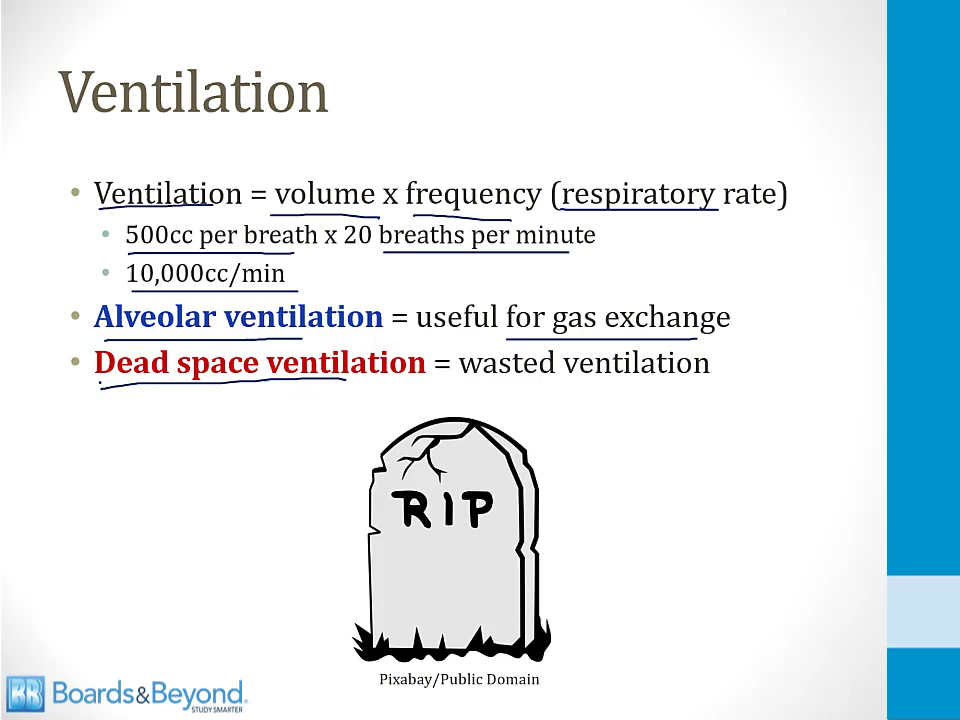 Ventilation
• Ventilation = volume x frequency (respiratory rate)
• 500cc per breath x 20 breaths per minute
• 10,000cc/min
• Alveolar ventilation = useful for gas exchange
• Dead space ventilation = wasted ventilation
RIP
Pixabay/Public Domain
BB Boards&Beyond.
STUDY SMARTER